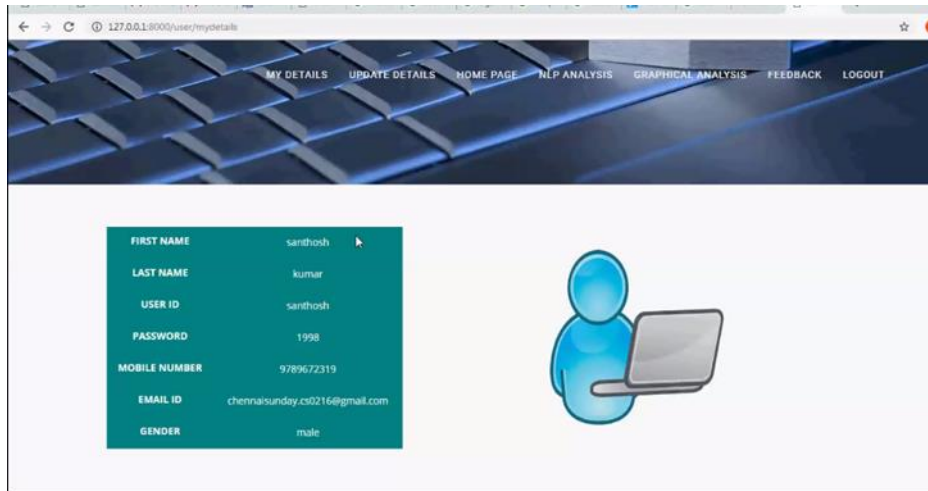 127.0.0.1:8000/user/mydetails
MY DETAILS UPDATE DETAILS HOME PAGE NLP ANALYSIS GRAPHICAL ANALYSIS FEEDBACK LOGOUT
FIRST NAME santhosh
LAST NAME kumar
USER ID santhosh
PASSWORD 1998
MOBILE NUMBER 9789672319
EMAIL ID chennaisunday.cs0216@gmail.com
GENDER male